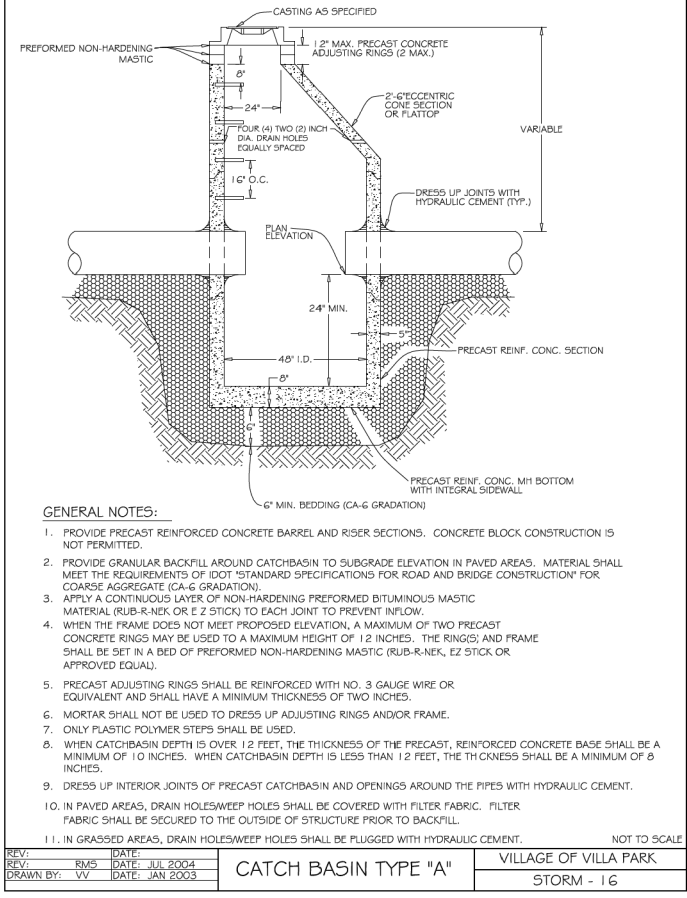 CASTING AS SPECIFIED
PREFORMED NON-HARDENING
MASTIC
12" MAX. PRECAST CONCRETE
ADJUSTING RINGS (2 MAX.)
8"
24"
2'-6"ECCENTRIC
CONE SECTION
OR FLATTOP
VARIABLE
FOUR (4) TWO (2) INCH
DIA. DRAIN HOLES
EQUALLY SPACED
16" O.C.
DRESS UP JOINTS WITH
HYDRAULIC CEMENT (TYP.)
PLAN
ELEVATION
24" MIN.
5"
PRECAST REINF. CONC. SECTION
48" I.D.
8"
6"
PRECAST REINF. CONC. MH BOTTOM
WITH INTEGRAL SIDEWALL
6" MIN. BEDDING (CA-6 GRADATION)
GENERAL NOTES:
1. PROVIDE PRECAST REINFORCED CONCRETE BARREL AND RISER SECTIONS. CONCRETE BLOCK CONSTRUCTION IS
NOT PERMITTED.
2. PROVIDE GRANULAR BACKFILL AROUND CATCHBASIN TO SUBGRADE ELEVATION IN PAVED AREAS. MATERIAL SHALL
MEET THE REQUIREMENTS OF IDOT "STANDARD SPECIFICATIONS FOR ROAD AND BRIDGE CONSTRUCTION" FOR
COARSE AGGREGATE (CA-6 GRADATION).
3. APPLY A CONTINUOUS LAYER OF NON-HARDENING PREFORMED BITUMINOUS MASTIC
MATERIAL (RUB-R-NEK OR E Z STICK) TO EACH JOINT TO PREVENT INFLOW.
4. WHEN THE FRAME DOES NOT MEET PROPOSED ELEVATION, A MAXIMUM OF TWO PRECAST
CONCRETE RINGS MAY BE USED TO A MAXIMUM HEIGHT OF 12 INCHES. THE RING(S) AND FRAME
SHALL BE SET IN A BED OF PREFORMED NON-HARDENING MASTIC (RUB-R-NEK, EZ STICK OR
APPROVED EQUAL).
5. PRECAST ADJUSTING RINGS SHALL BE REINFORCED WITH NO. 3 GAUGE WIRE OR
EQUIVALENT AND SHALL HAVE A MINIMUM THICKNESS OF TWO INCHES.
6. MORTAR SHALL NOT BE USED TO DRESS UP ADJUSTING RINGS AND/OR FRAME.
7. ONLY PLASTIC POLYMER STEPS SHALL BE USED.
8. WHEN CATCHBASIN DEPTH IS OVER 12 FEET, THE THICKNESS OF THE PRECAST, REINFORCED CONCRETE BASE SHALL BE A
MINIMUM OF 10 INCHES. WHEN CATCHBASIN DEPTH IS LESS THAN 12 FEET, THE THICKNESS SHALL BE A MINIMUM OF 8
INCHES.
9. DRESS UP INTERIOR JOINTS OF PRECAST CATCHBASIN AND OPENINGS AROUND THE PIPES WITH HYDRAULIC CEMENT.
10. IN PAVED AREAS, DRAIN HOLES/WEEP HOLES SHALL BE COVERED WITH FILTER FABRIC. FILTER
FABRIC SHALL BE SECURED TO THE OUTSIDE OF STRUCTURE PRIOR TO BACKFILL.
11. IN GRASSED AREAS, DRAIN HOLES/WEEP HOLES SHALL BE PLUGGED WITH HYDRAULIC CEMENT.
NOT TO SCALE
REV: DATE:
REV: RMS DATE: JUL 2004
DRAWN BY: VV DATE: JAN 2003
CATCH BASIN TYPE "A"
VILLAGE OF VILLA PARK
STORM - 16